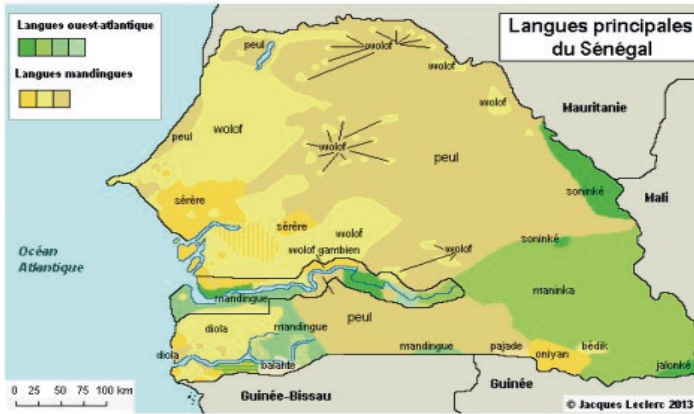 Langues ouest-atlantique
Langues mandingues
Langues principales
du Sénégal
peul
wolof
wolof
wolof
Mauritanie
peul
wolof
wolof
peul
soninké
Mali
sérère
sérère
wolof
soninké
Océan
Atlantique
wolof gambien
wolof
mandingue
maninka
diola
mandingue
peul
diola
balante
mandingue
pajade
oniyan
bédik
jalonké
0 25 50 75 100 km
Guinée-Bissau
Guinée
© Jacques Leclerc 2013